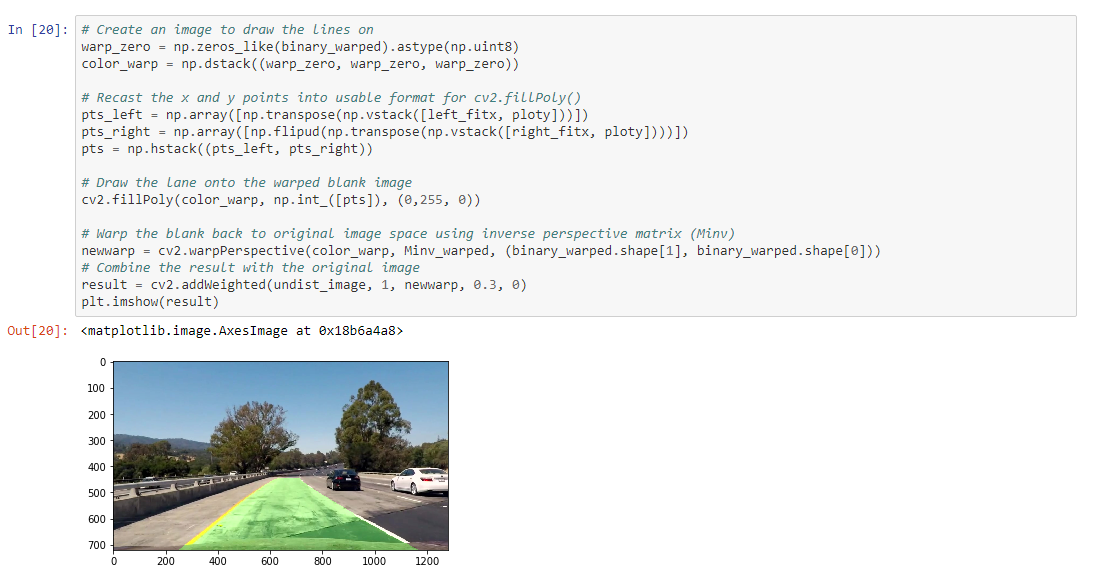 In [20]:
# Create an image to draw the lines on
warp_zero = np.zeros_like(binary_warped).astype(np.uint8)
color_warp = np.dstack((warp_zero, warp_zero, warp_zero))
# Recast the x and y points into usable format for cv2.fillPoly()
pts_left = np.array([np.transpose(np.vstack([left_fitx, ploty]))])
pts_right = np.array([np.flipud(np.transpose(np.vstack([right_fitx, ploty])))])
pts = np.hstack((pts_left, pts_right))
# Draw the lane onto the warped blank image
cv2.fillPoly(color_warp, np.int_([pts]), (0,255, 0))
# Warp the blank back to original image space using inverse perspective matrix (Minv)
newwarp = cv2.warpPerspective(color_warp, Minv_warped, (binary_warped.shape[1], binary_warped.shape[0]))
# Combine the result with the original image
result = cv2.addWeighted(undist_image, 1, newwarp, 0.3, 0)
plt.imshow(result)
Out[20]: <matplotlib.image.AxesImage at 0x18b6a4a8>
0
100
200
300
400
500
600
700
0 200 400 600 800 1000 1200